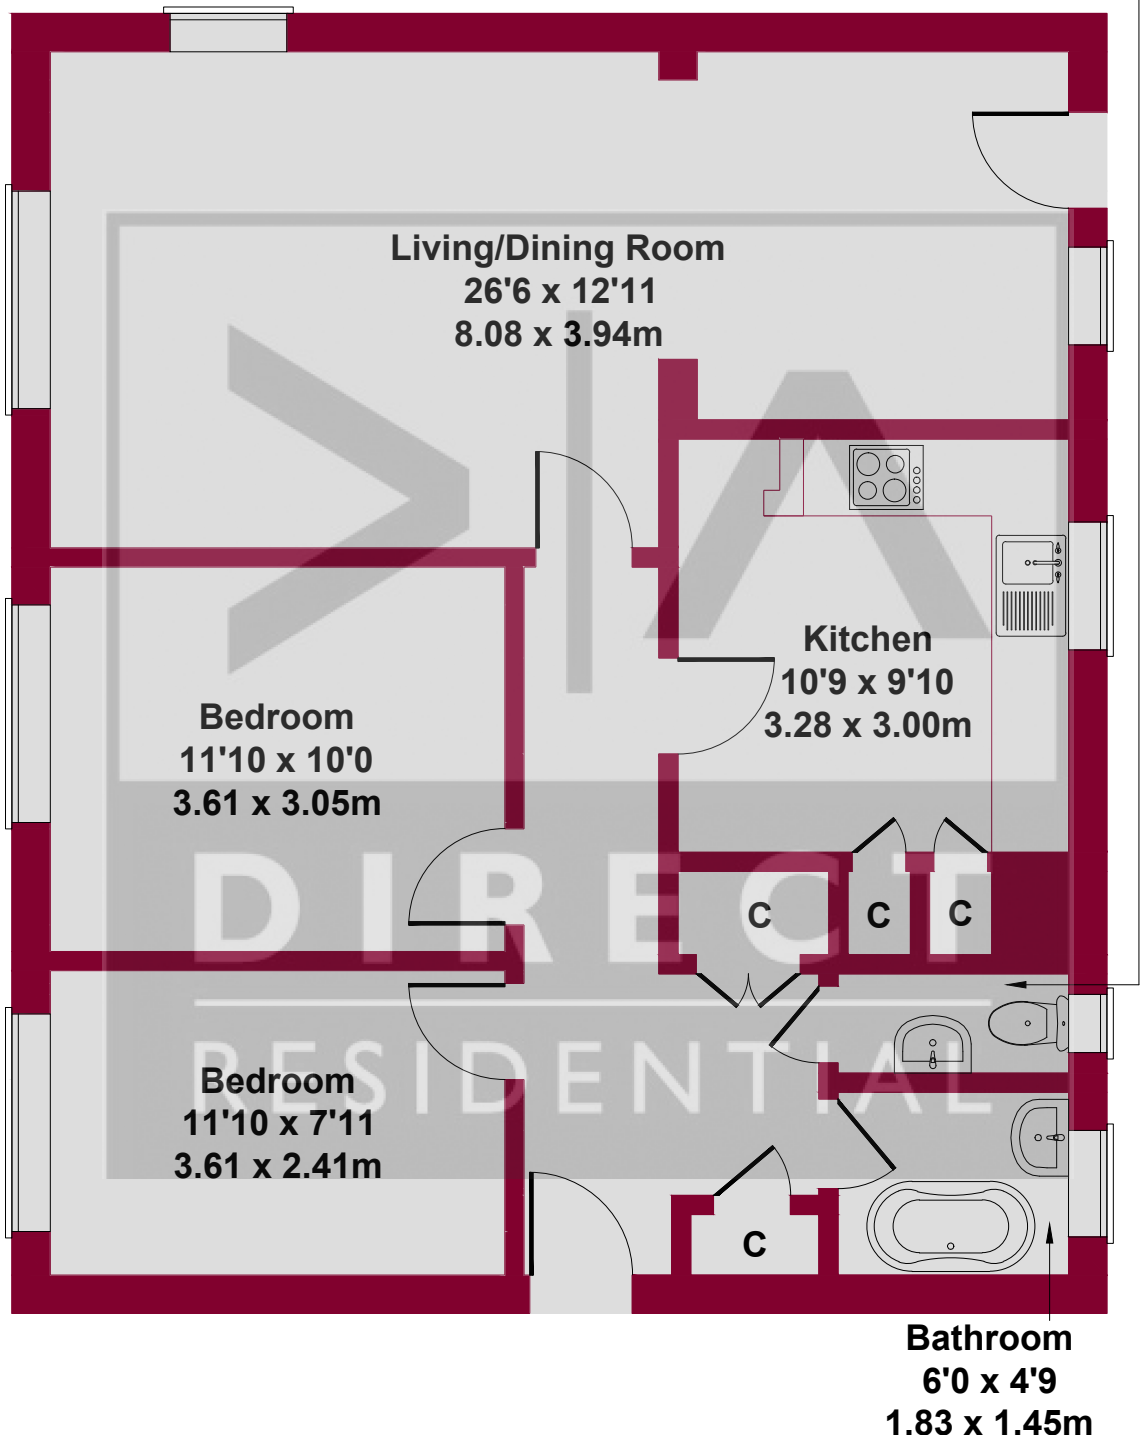 Living/Dining Room
26'6 x 12'11
8.08 x 3.94m
Kitchen
10'9 x 9'10
3.28 x 3.00m
Bedroom
11'10 x 10'0
3.61 x 3.05m
DIRECT
C
C
C
RESIDENTIAL
Bedroom
11'10 x 7'11
3.61 x 2.41m
C
Bathroom
6'0 x 4'9
1.83 x 1.45m